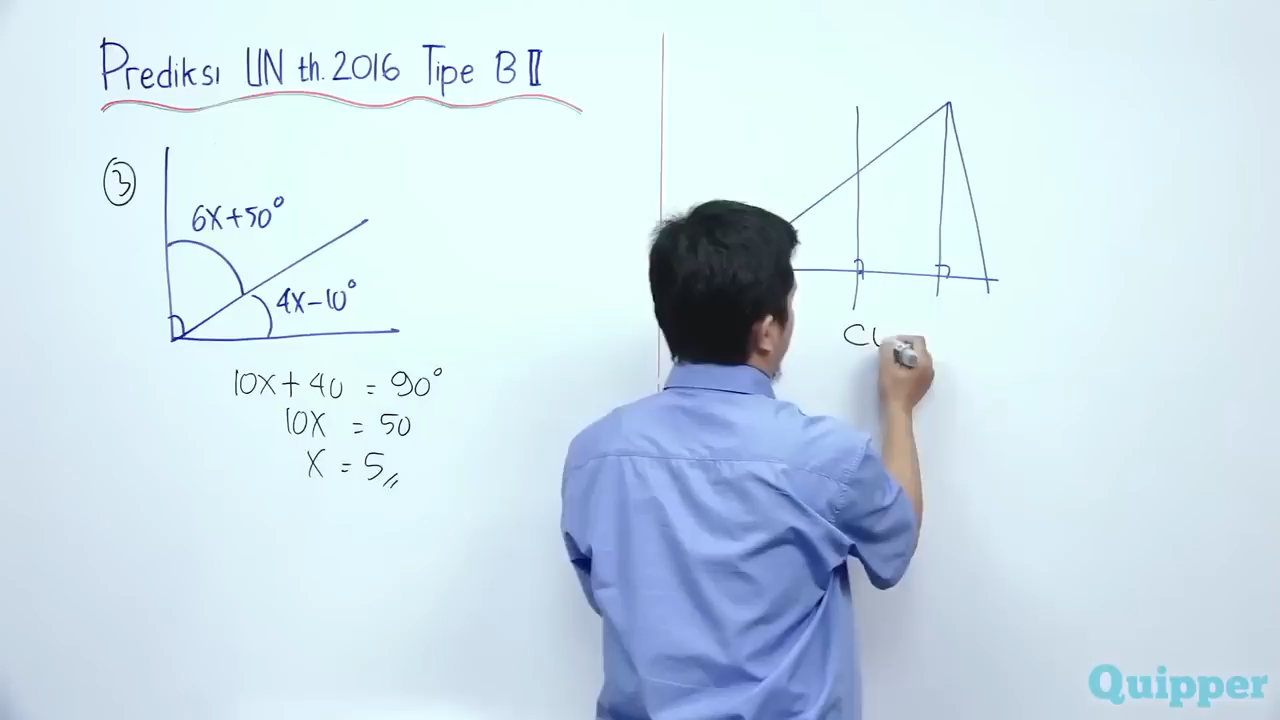 Prediksi UN th. 2016 Tipe B II
3
6x+50°
4x-10°
10x+40 = 90°
10x = 50
x = 5
Quipper